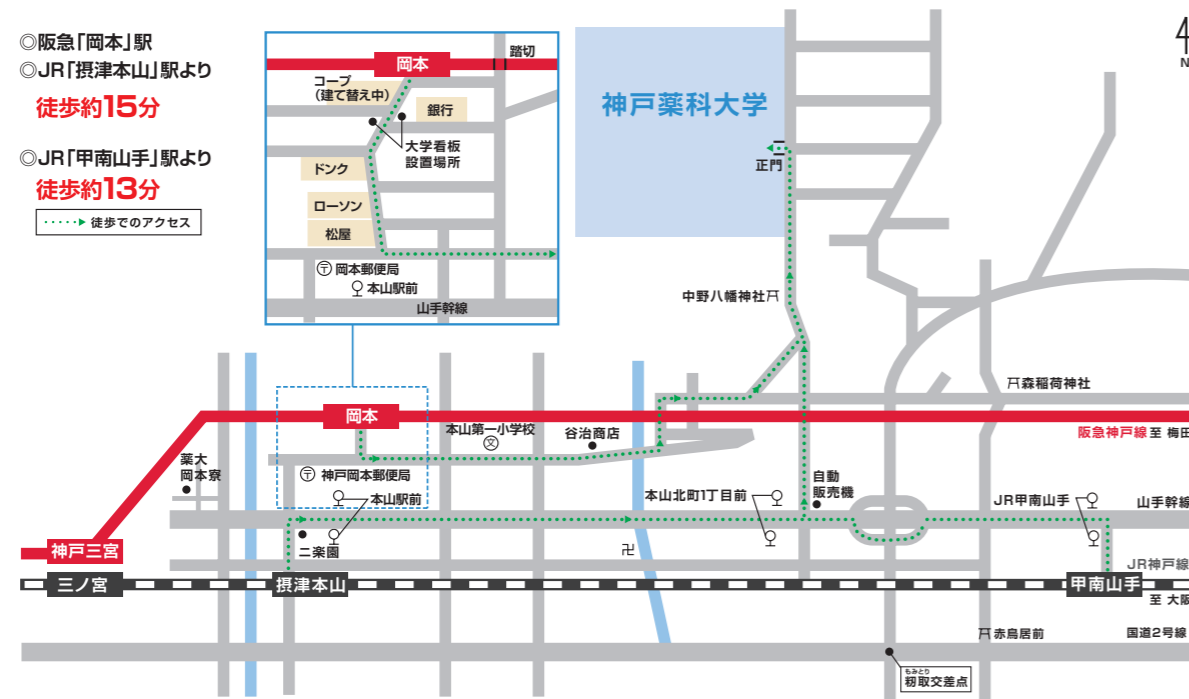 ◎阪急「岡本」駅
◎JR「摂津本山」駅より
徒歩約15分
◎JR「甲南山手」駅より
徒歩約13分
徒歩でのアクセス
岡本
踏切
コープ
(建て替え中)
銀行
大学看板
設置場所
ドンク
ローソン
松屋
〒岡本郵便局
本山駅前
山手幹線
神戸薬科大学
正門
N
中野八幡神社
森稲荷神社
岡本
本山第一小学校
文
谷治商店
阪急神戸線 至 梅田
薬大
岡本寮
〒神戸岡本郵便局
本山駅前
本山北町1丁目前
自動
販売機
JR甲南山手
山手幹線
二楽園
卍
神戸三宮
JR神戸線
三ノ宮
摂津本山
甲南山手
至 大阪
赤鳥居前
国道2号線
もみとり
籾取交差点